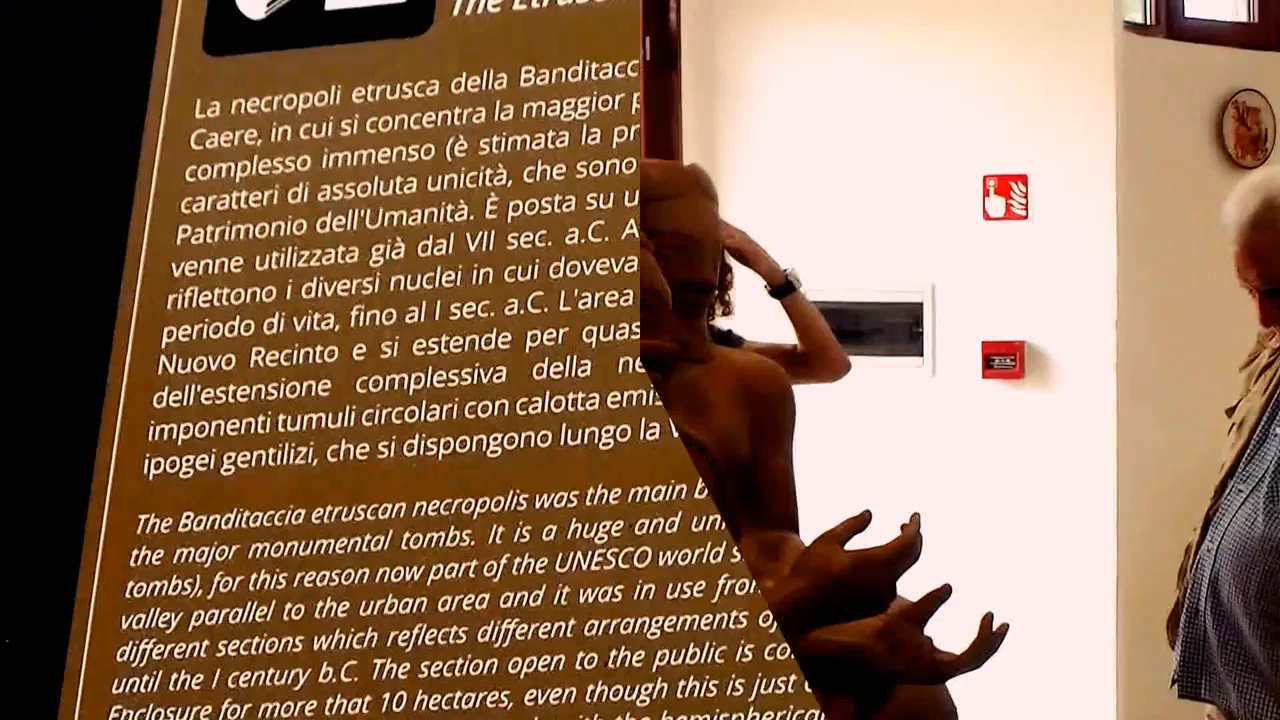 The
La necropoli etrusca della
Caere, in cui si concentra la maggior
complesso immenso (è stimata la
caratteri di assoluta unicità, che sono
Patrimonio dell'Umanità. È posta su
venne utilizzata già dal VII sec. a.C.
riflettono i diversi nuclei in cui
periodo di vita, fino al I sec. a.C. L'area
Nuovo Recinto e si estende per
dell'estensione complessiva della
imponenti tumuli circolari con calotta
ipogei gentilizi, che si dispongono lungo la
The Banditaccia etruscan necropolis was the main
the major monumental tombs. It is a huge and
tombs), for this reason now part of the UNESCO world
valley parallel to the urban area and it was in use
different sections which reflects different arrangements
until the I century b.C. The section open to the public is
Enclosure for more that 10 hectares, even though this is just
with the